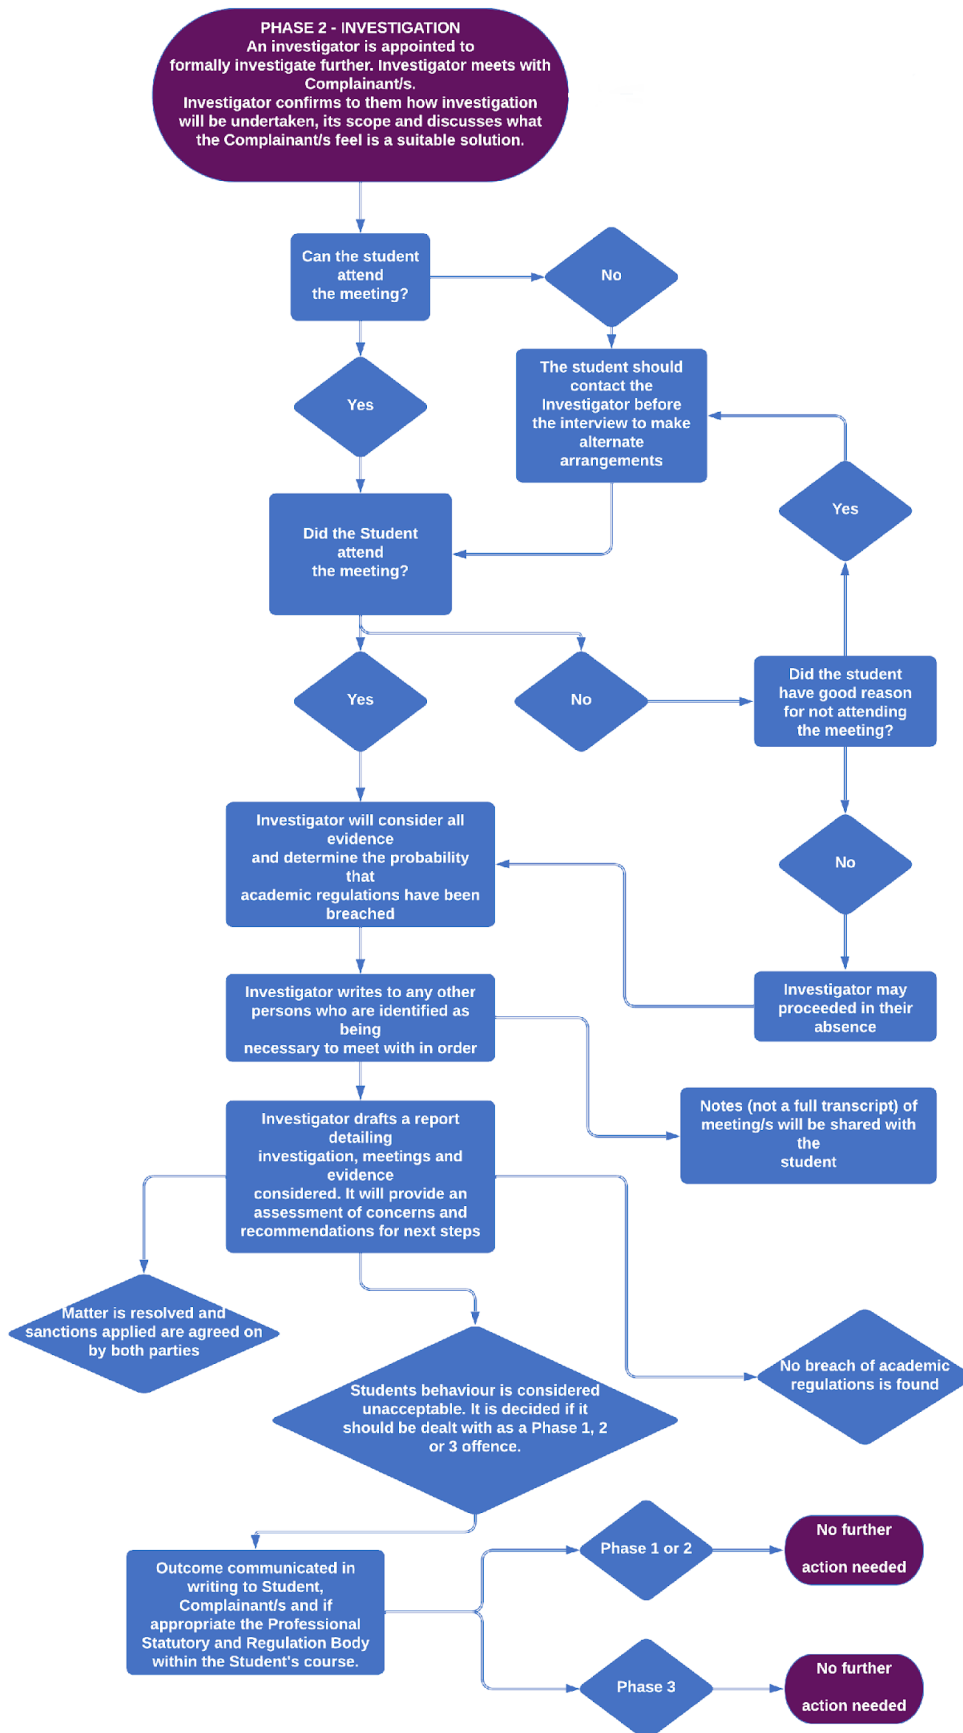 PHASE 2 - INVESTIGATION
An investigator is appointed to
formally investigate further. Investigator meets with
Complainant/s.
Investigator confirms to them how investigation
will be undertaken, its scope and discusses what
the Complainant/s feel is a suitable solution.
Can the student
attend
the meeting?
No
The student should
contact the
Investigator before
the interview to make
alternate
arrangements
Yes
Yes
Did the Student
attend
the meeting?
Yes
No
Did the student
have good reason
for not attending
the meeting?
No
Investigator will consider all
evidence
and determine the probability
that
academic regulations have been
breached
Investigator may
proceeded in their
absence
Investigator writes to any other
persons who are identified as
being
necessary to meet with in order
Notes (not a full transcript) of
meeting/s will be shared with
the
student
Investigator drafts a report
detailing
investigation, meetings and
evidence
considered. It will provide an
assessment of concerns and
recommendations for next steps
Matter is resolved and
sanctions applied are agreed on
by both parties
Students behaviour is considered
unacceptable. It is decided if it
should be dealt with as a Phase 1, 2
or 3 offence.
No breach of academic
regulations is found
Outcome communicated in
writing to Student,
Complainant/s and if
appropriate the Professional
Statutory and Regulation Body
within the Student's course.
Phase 1 or 2
No further
action needed
Phase 3
No further
action needed